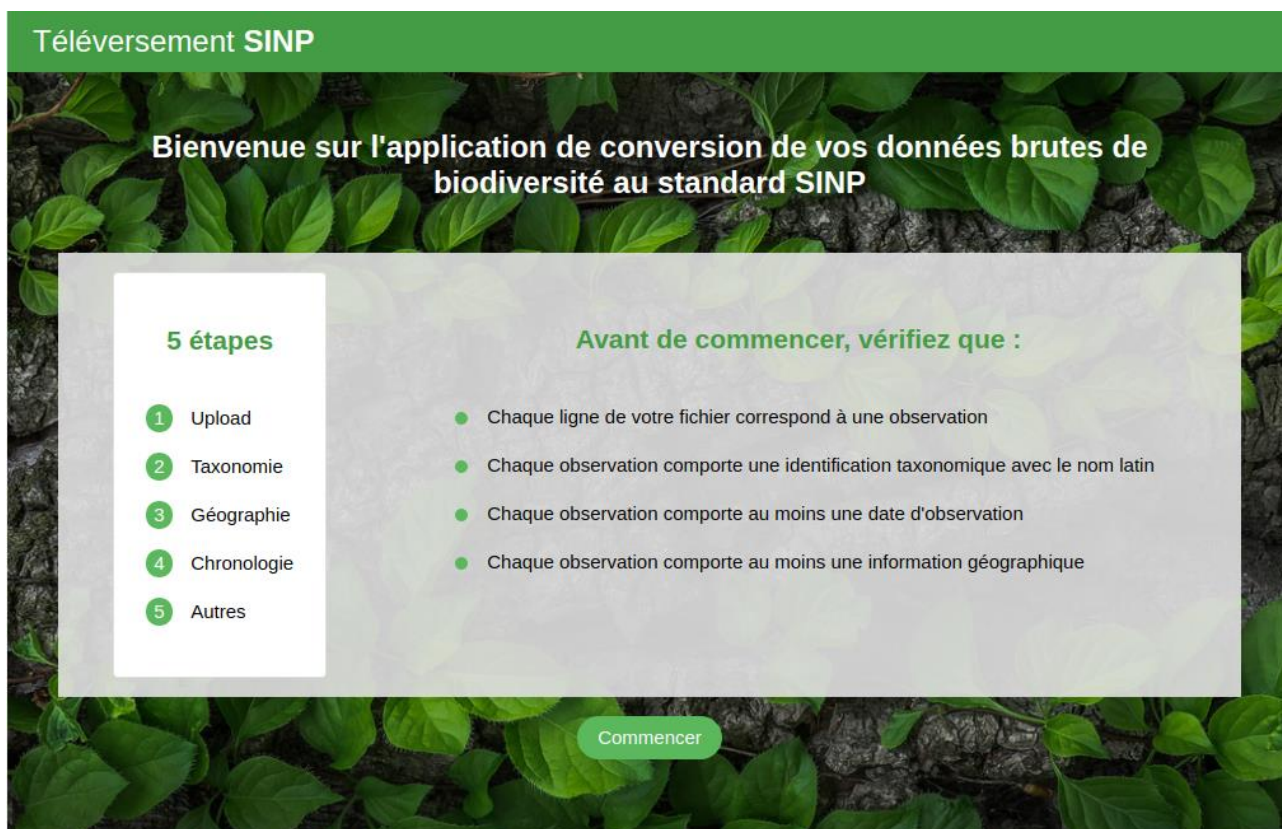 Téléversement SINP
Bienvenue sur l'application de conversion de vos données brutes de
biodiversité au standard SINP
5 étapes
1 Upload
2 Taxonomie
3 Géographie
4 Chronologie
5 Autres
Avant de commencer, vérifiez que :
Chaque ligne de votre fichier correspond à une observation
Chaque observation comporte une identification taxonomique avec le nom latin
Chaque observation comporte au moins une date d'observation
Chaque observation comporte au moins une information géographique
Commencer